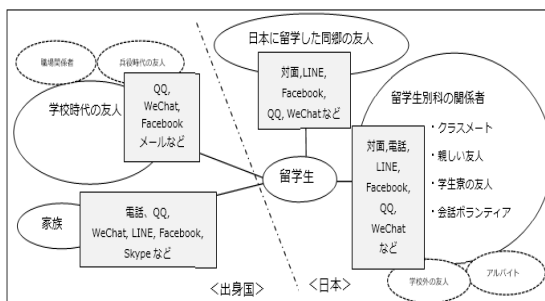 職場関係者
兵役時代の友人
学校時代の友人
QQ,
WeChat,
Facebook
メールなど
家族
電話、QQ,
WeChat, LINE, Facebook,
Skype など
日本に留学した同郷の友人
対面,LINE,
Facebook,
QQ, WeChatなど
留学生
対面,電話,
LINE,
Facebook,
QQ,
WeChat
など
留学生別科の関係者
・クラスメート
・親しい友人
・学生寮の友人
・会話ボランティア
学校外の友人
アルバイト
<出身国>
<日本>